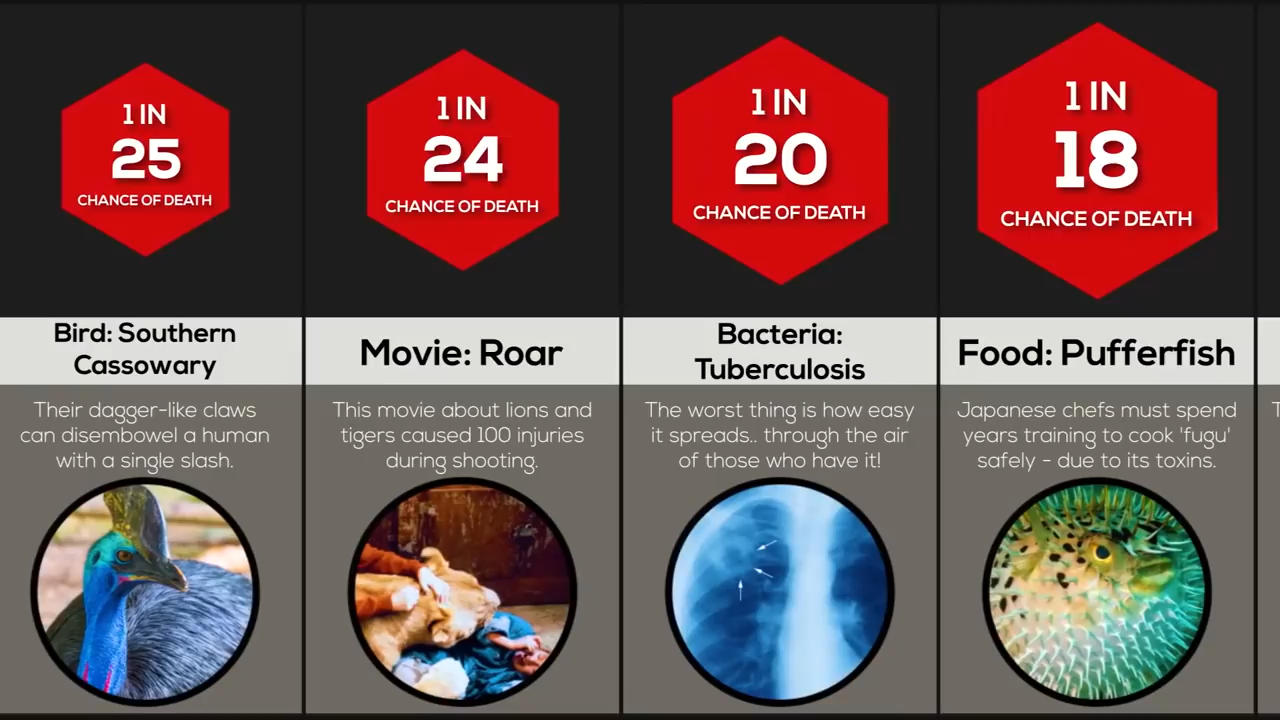 1 IN
25
CHANCE OF DEATH
Bird: Southern
Cassowary
Their dagger-like claws
can disembowel a human
with a single slash.
1 IN
24
CHANCE OF DEATH
Movie: Roar
This movie about lions and
tigers caused 100 injuries
during shooting.
1 IN
20
CHANCE OF DEATH
Bacteria:
Tuberculosis
The worst thing is how easy
it spreads.. through the air
of those who have it!
1 IN
18
CHANCE OF DEATH
Food: Pufferfish
Japanese chefs must spend
years training to cook 'fugu'
safely - due to its toxins.